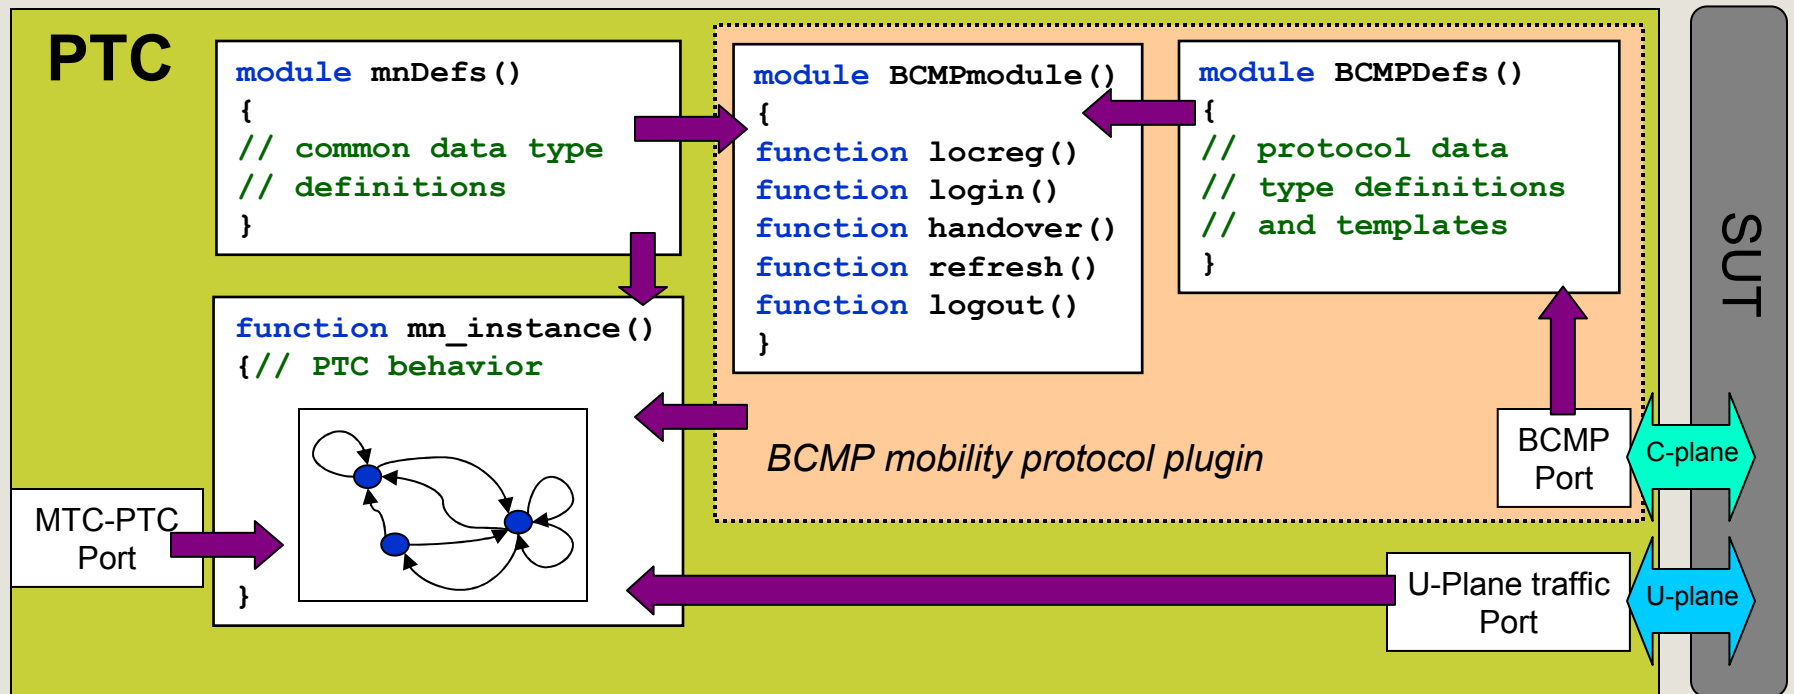 PTC
module mnDefs()
{
// common data type
// definitions
}
module BCMPmodule()
{
function locreg()
function login()
function handover()
function refresh()
function logout()
}
module BCMPDefs()
{
// protocol data
// type definitions
// and templates
}
SUT
function mn_instance()
{// PTC behavior
}
BCMP mobility protocol plugin
BCMP
Port
C-plane
MTC-PTC
Port
U-Plane traffic
Port
U-plane